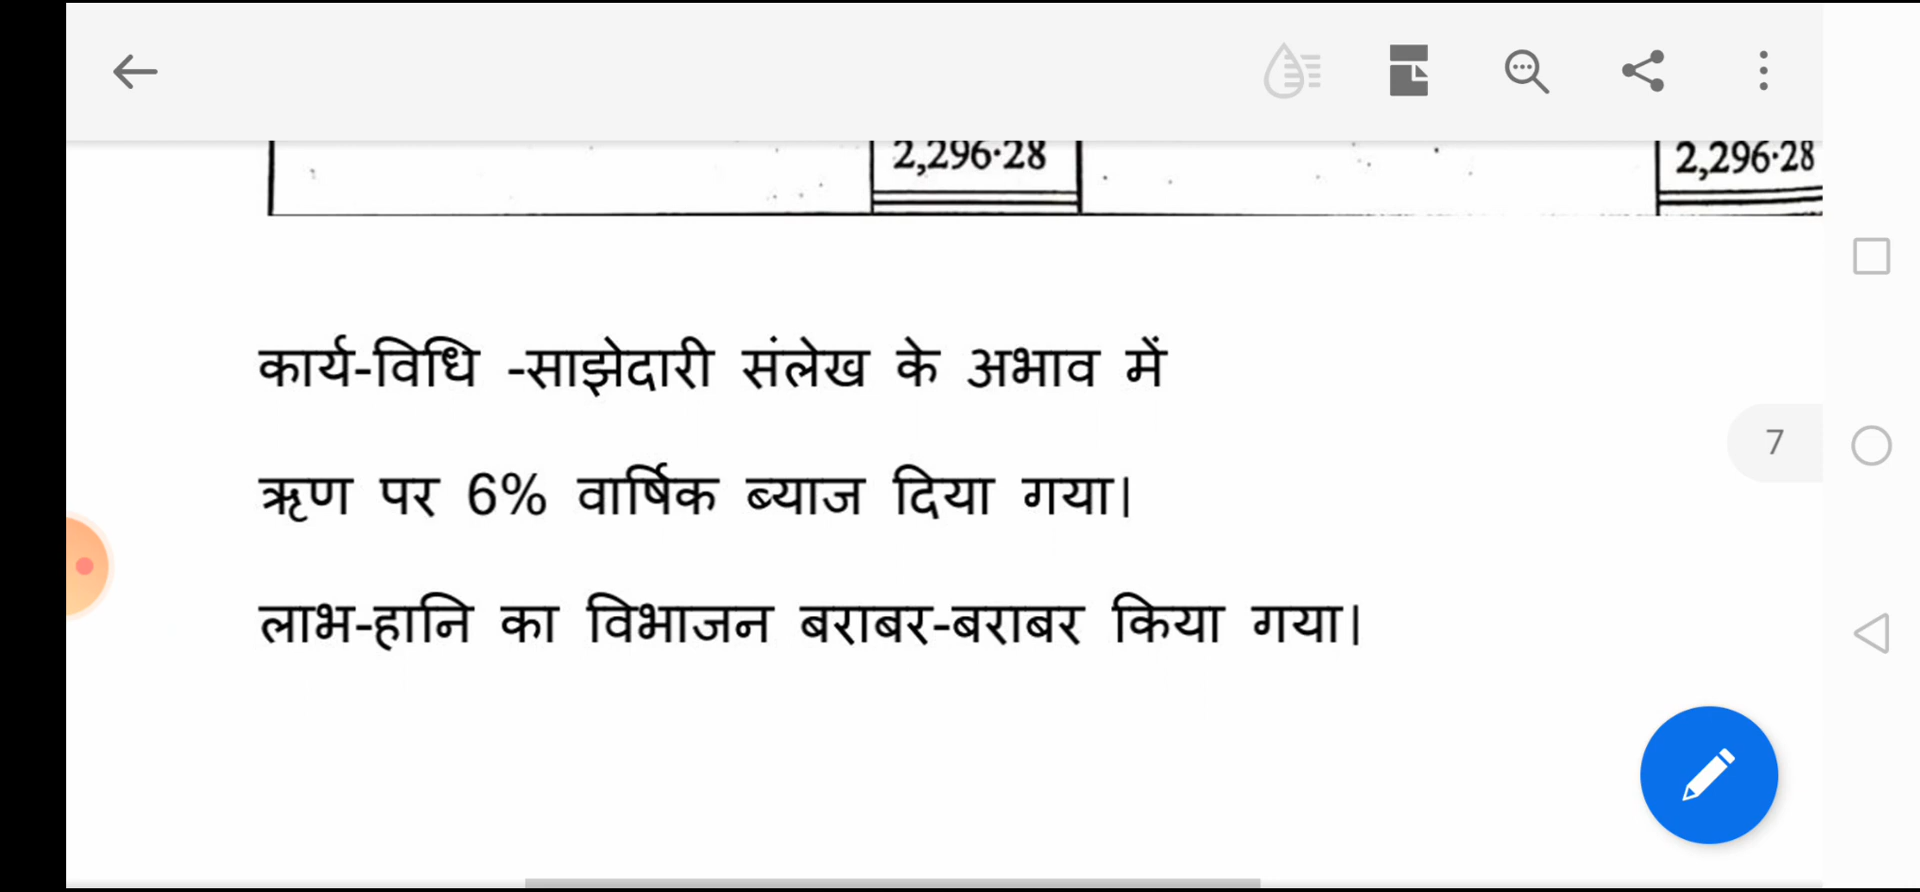 2,296·28 2,296·28
कार्य-विधि -साझेदारी संलेख के अभाव में
ऋण पर 6% वार्षिक ब्याज दिया गया।
7
लाभ-हानि का विभाजन बराबर-बराबर किया गया।